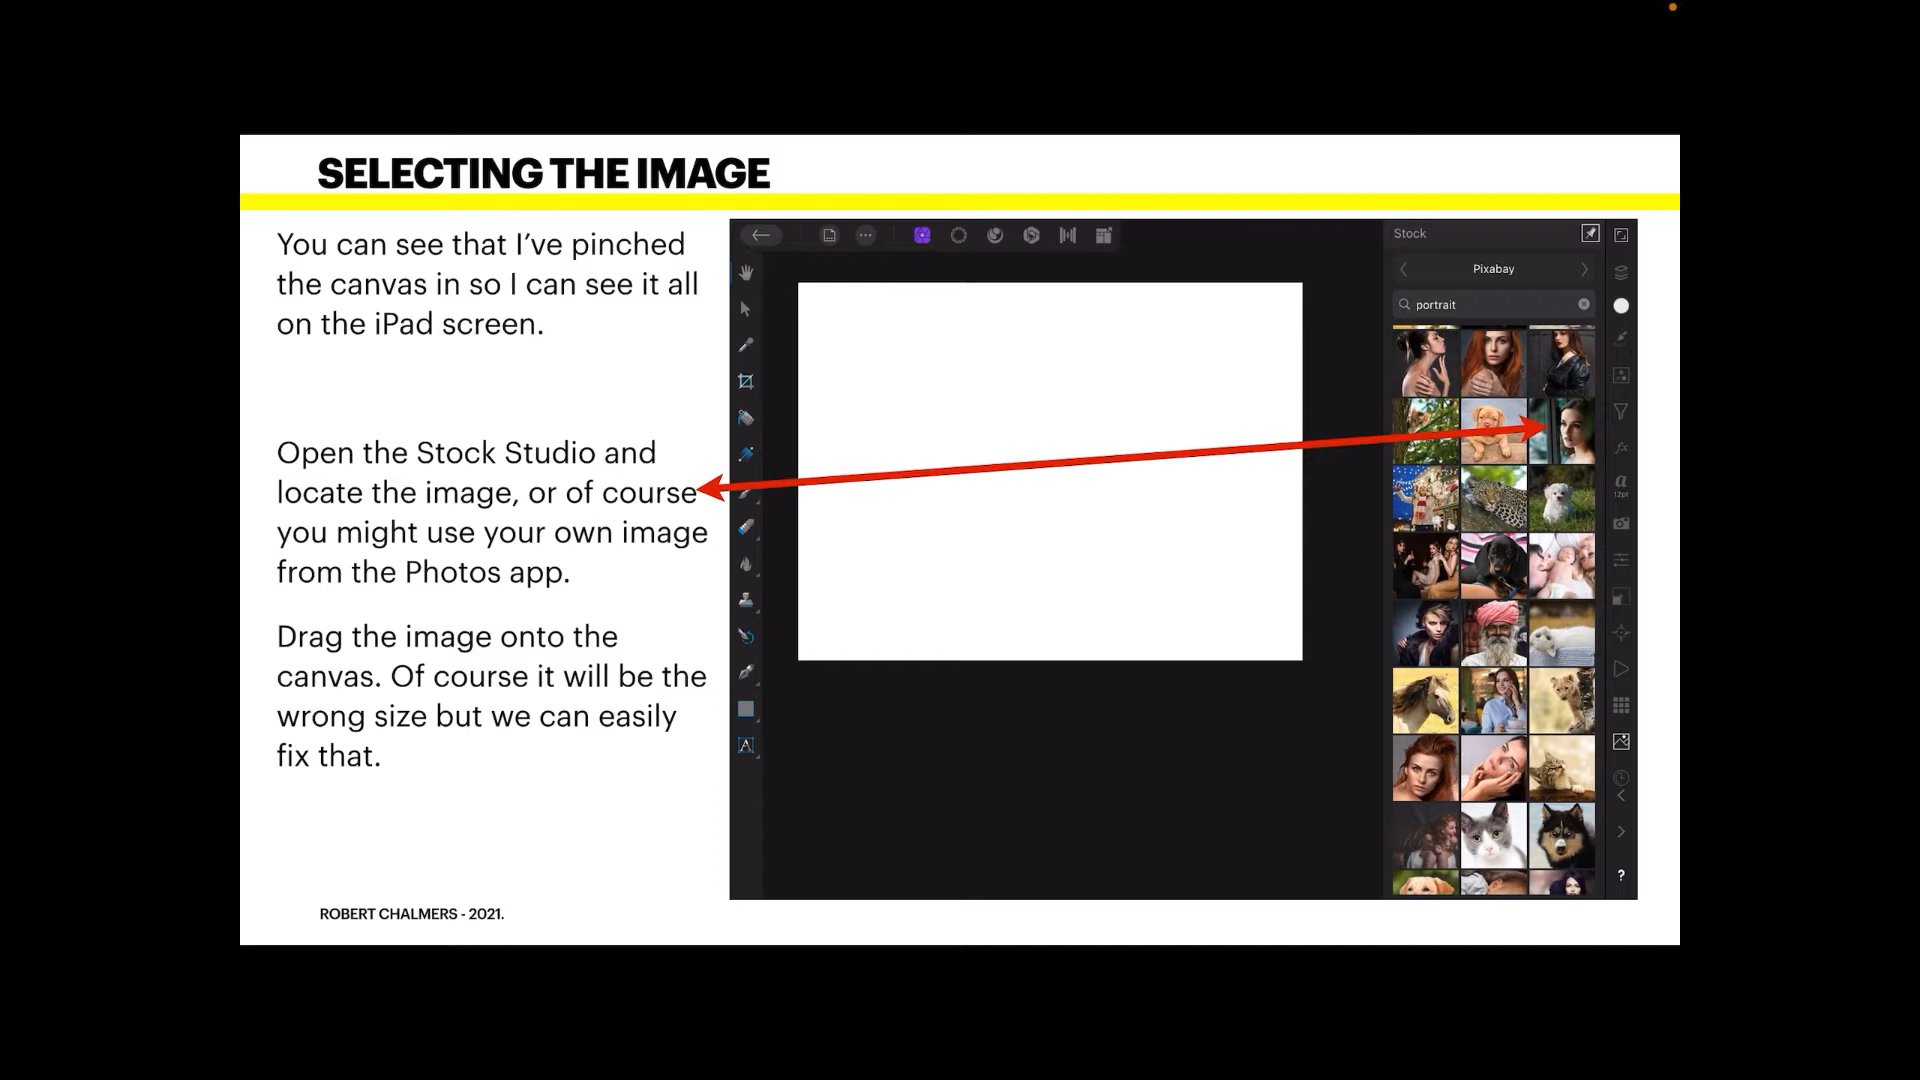 SELECTING THE IMAGE
You can see that I’ve pinched
the canvas in so I can see it all
on the iPad screen.
Open the Stock Studio and
locate the image, or of course
you might use your own image
from the Photos app.
Drag the image onto the
canvas. Of course it will be the
wrong size but we can easily
fix that.
ROBERT CHALMERS - 2021.
Stock
Pixabay
portrait
fx
a
12pt
A
?